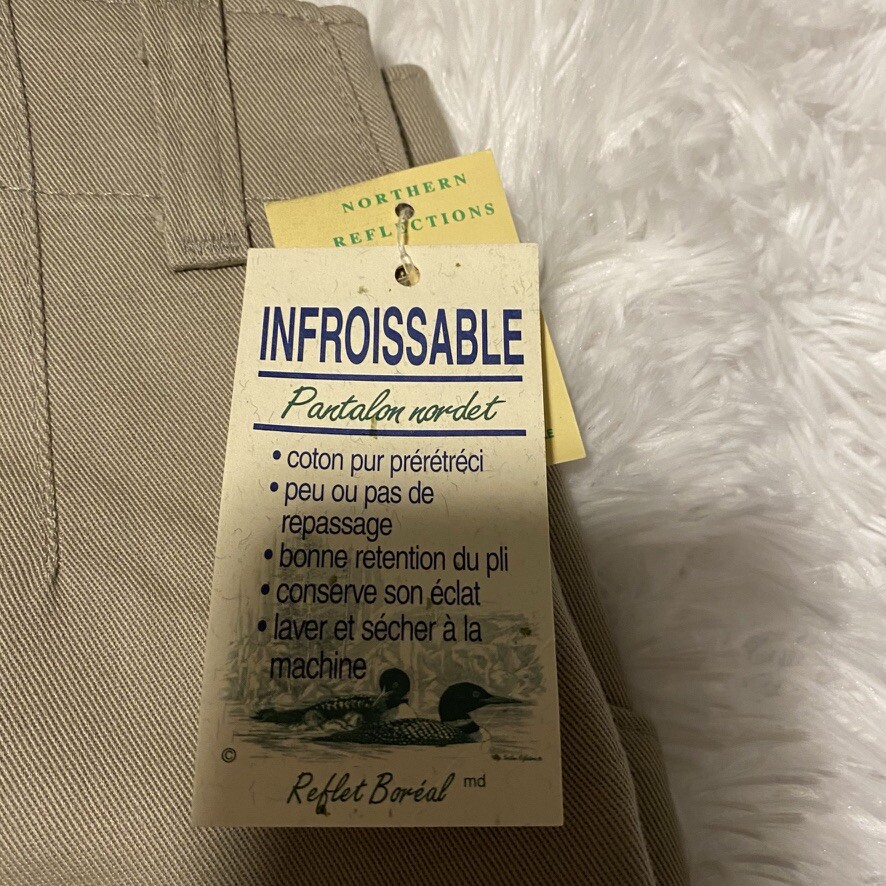 NORTHERN
REFLECTIONS
INFROISSABLE
Pantalon nordet
• coton pur prérétréci
• peu ou pas de
repassage
• bonne retention du pli
• conserve son éclat
• laver et sécher à la
machine
©
Reflet Boréal md